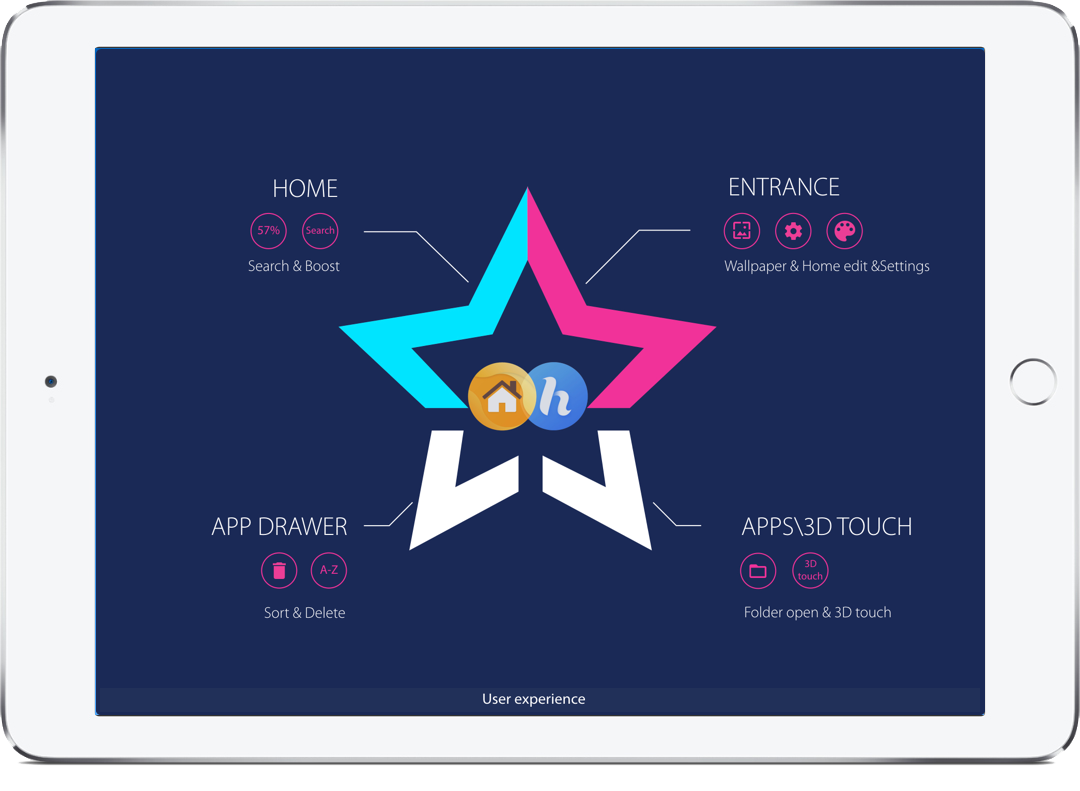 HOME
57%
Search
Search & Boost
ENTRANCE
Wallpaper & Home edit &Settings
h
APP DRAWER
A-Z
Sort & Delete
APPS\3D TOUCH
3D
touch
Folder open & 3D touch
User experience